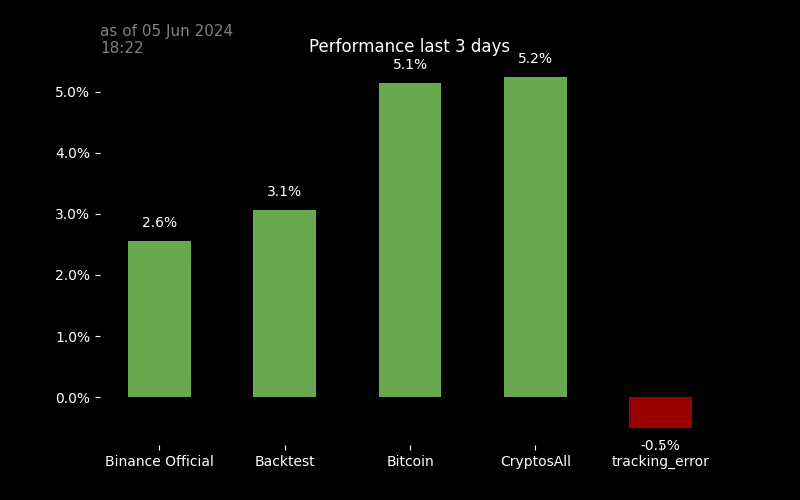 as of 05 Jun 2024
18:22
Performance last 3 days
5.1%
5.2%
5.0%
4.0%
3.1%
3.0%
2.6%
2.0%
1.0%
0.0%
-0.5%
Binance Official
Backtest
Bitcoin
CryptosAll
tracking_error